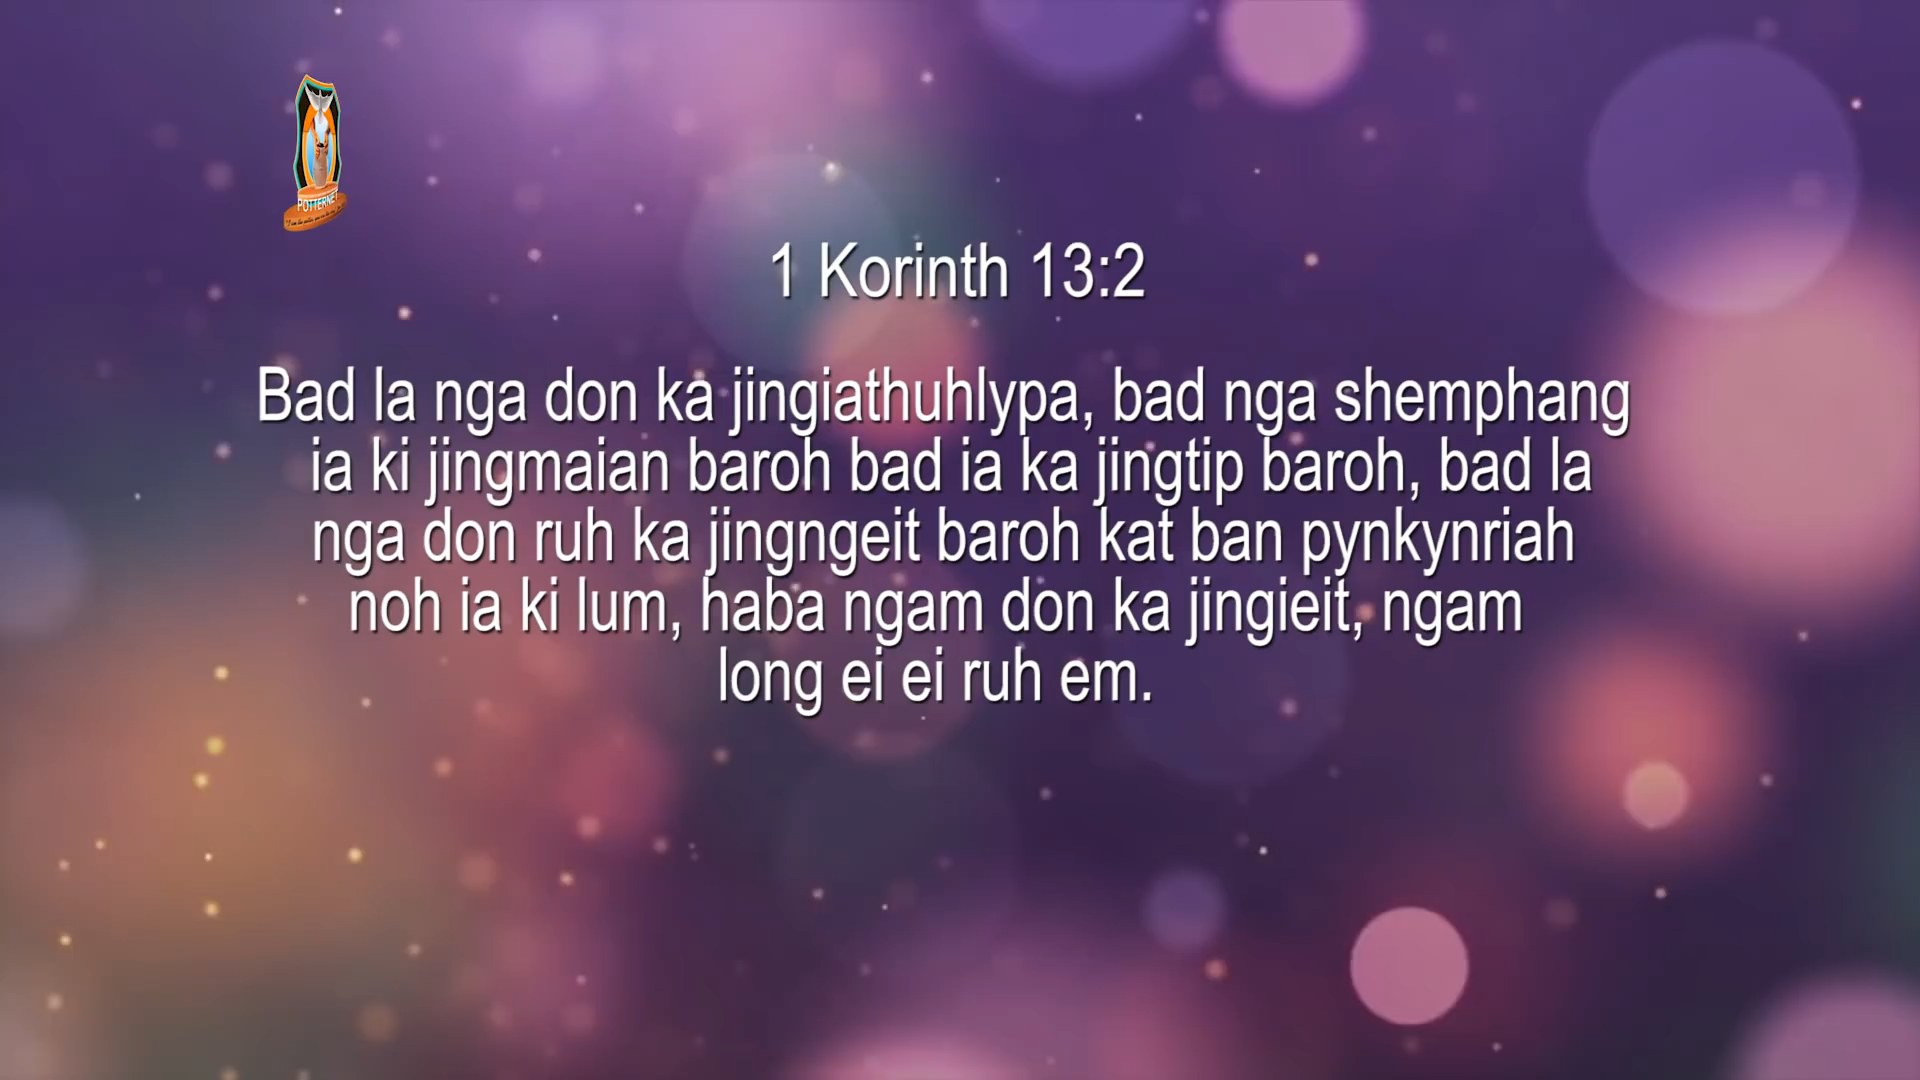 POTTERNET
1 Korinth 13:2
Bad la nga don ka jingiathuhlypa, bad nga shemphang
ia ki jingmaian baroh bad ia ka jingtip baroh, bad la
nga don ruh ka jingngeit baroh kat ban pynkynriah
noh ia ki lum, haba ngam don ka jingieit, ngam
long ei ei ruh em.